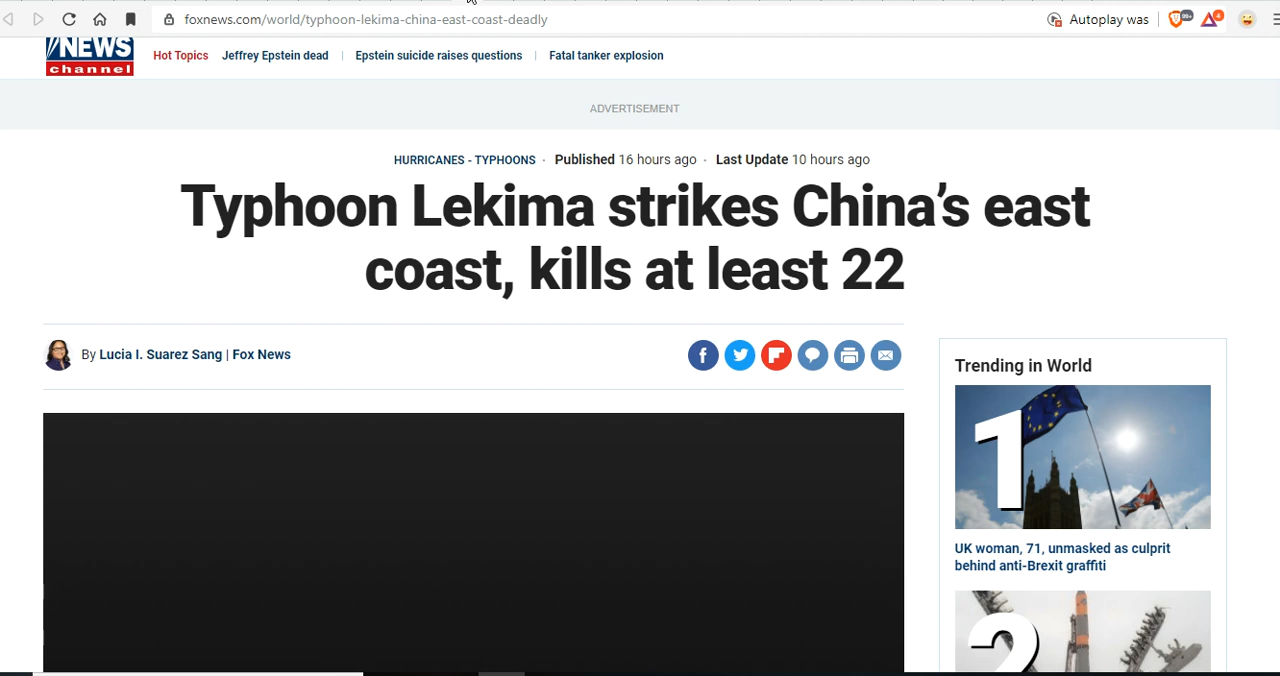 foxnews.com/world/typhoon-lekima-china-east-coast-deadly
Autoplay was
99+
4
NEWS
channel
Hot Topics Jeffrey Epstein dead | Epstein suicide raises questions | Fatal tanker explosion
ADVERTISEMENT
HURRICANES - TYPHOONS · Published 16 hours ago · Last Update 10 hours ago
Typhoon Lekima strikes China’s east
coast, kills at least 22
By Lucia I. Suarez Sang | Fox News
Trending in World
1
UK woman, 71, unmasked as culprit
behind anti-Brexit graffiti
2